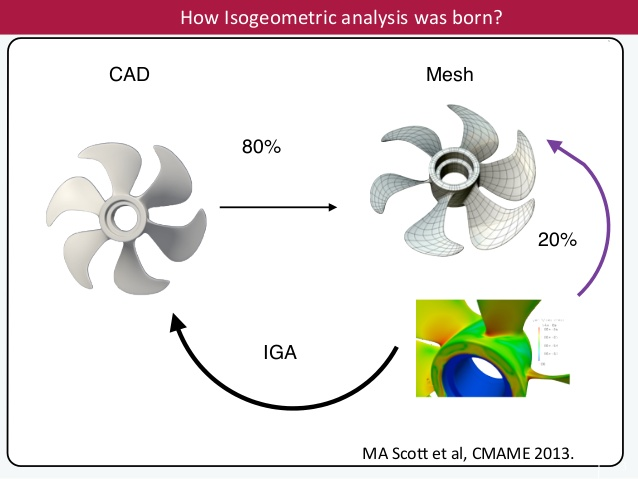 How Isogeometric analysis was born?
CAD
Mesh
80%
20%
IGA
MA Scott et al, CMAME 2013.